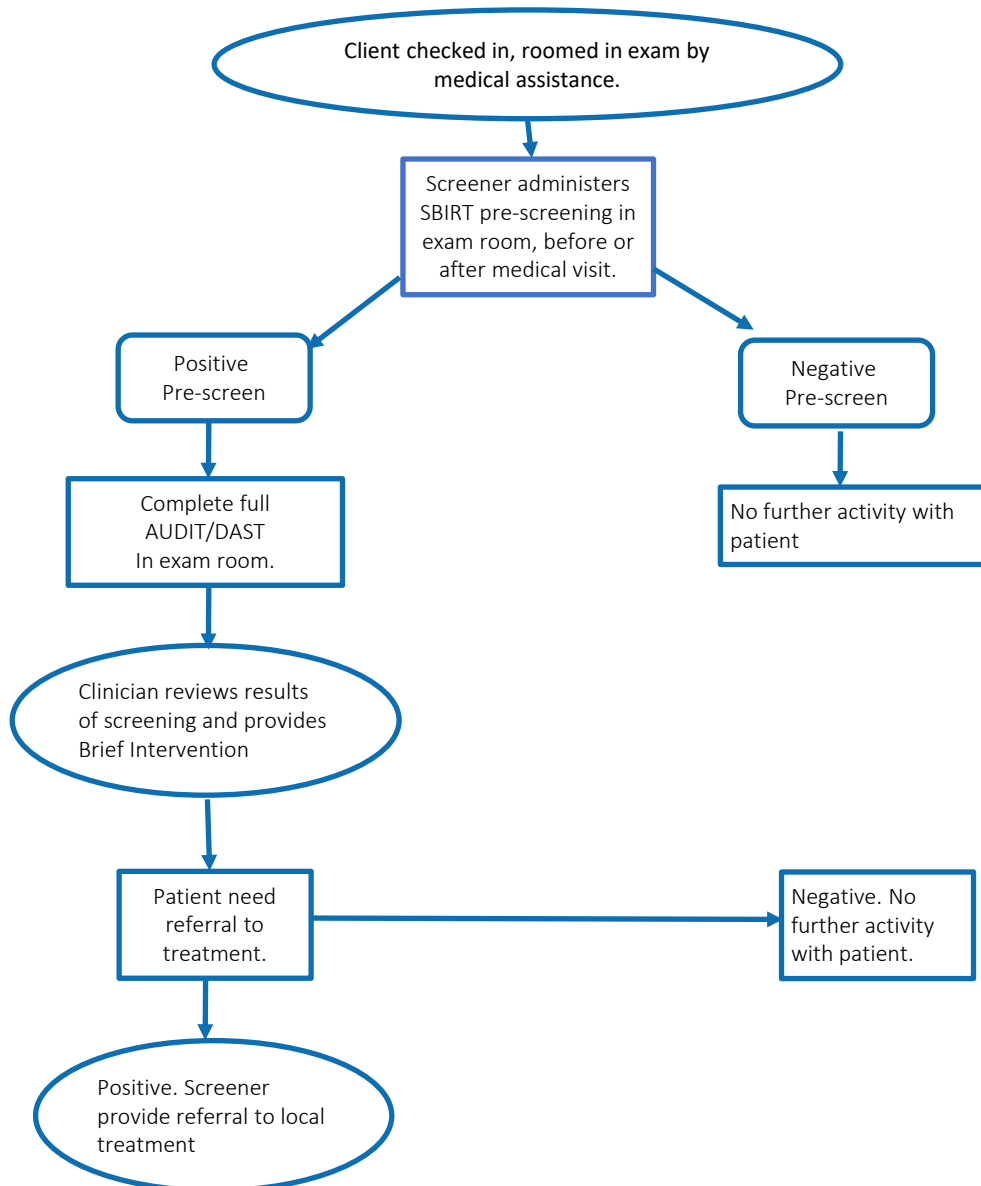 Client checked in, roomed in exam by
medical assistance.
Screener administers
SBIRT pre-screening in
exam room, before or
after medical visit.
Positive
Pre-screen
Negative
Pre-screen
Complete full
AUDIT/DAST
In exam room.
No further activity with
patient
Clinician reviews results
of screening and provides
Brief Intervention
Patient need
referral to
treatment.
Negative. No
further activity
with patient.
Positive. Screener
provide referral to local
treatment